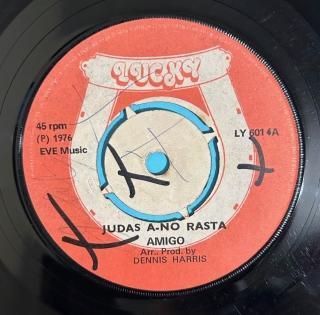 LUCKY
45 rpm
(P) 1976
EVE Music
LY 6014A
JUDAS A-NO RASTA
AMIGO
Arr.. Prod. by
DENNIS HARRIS